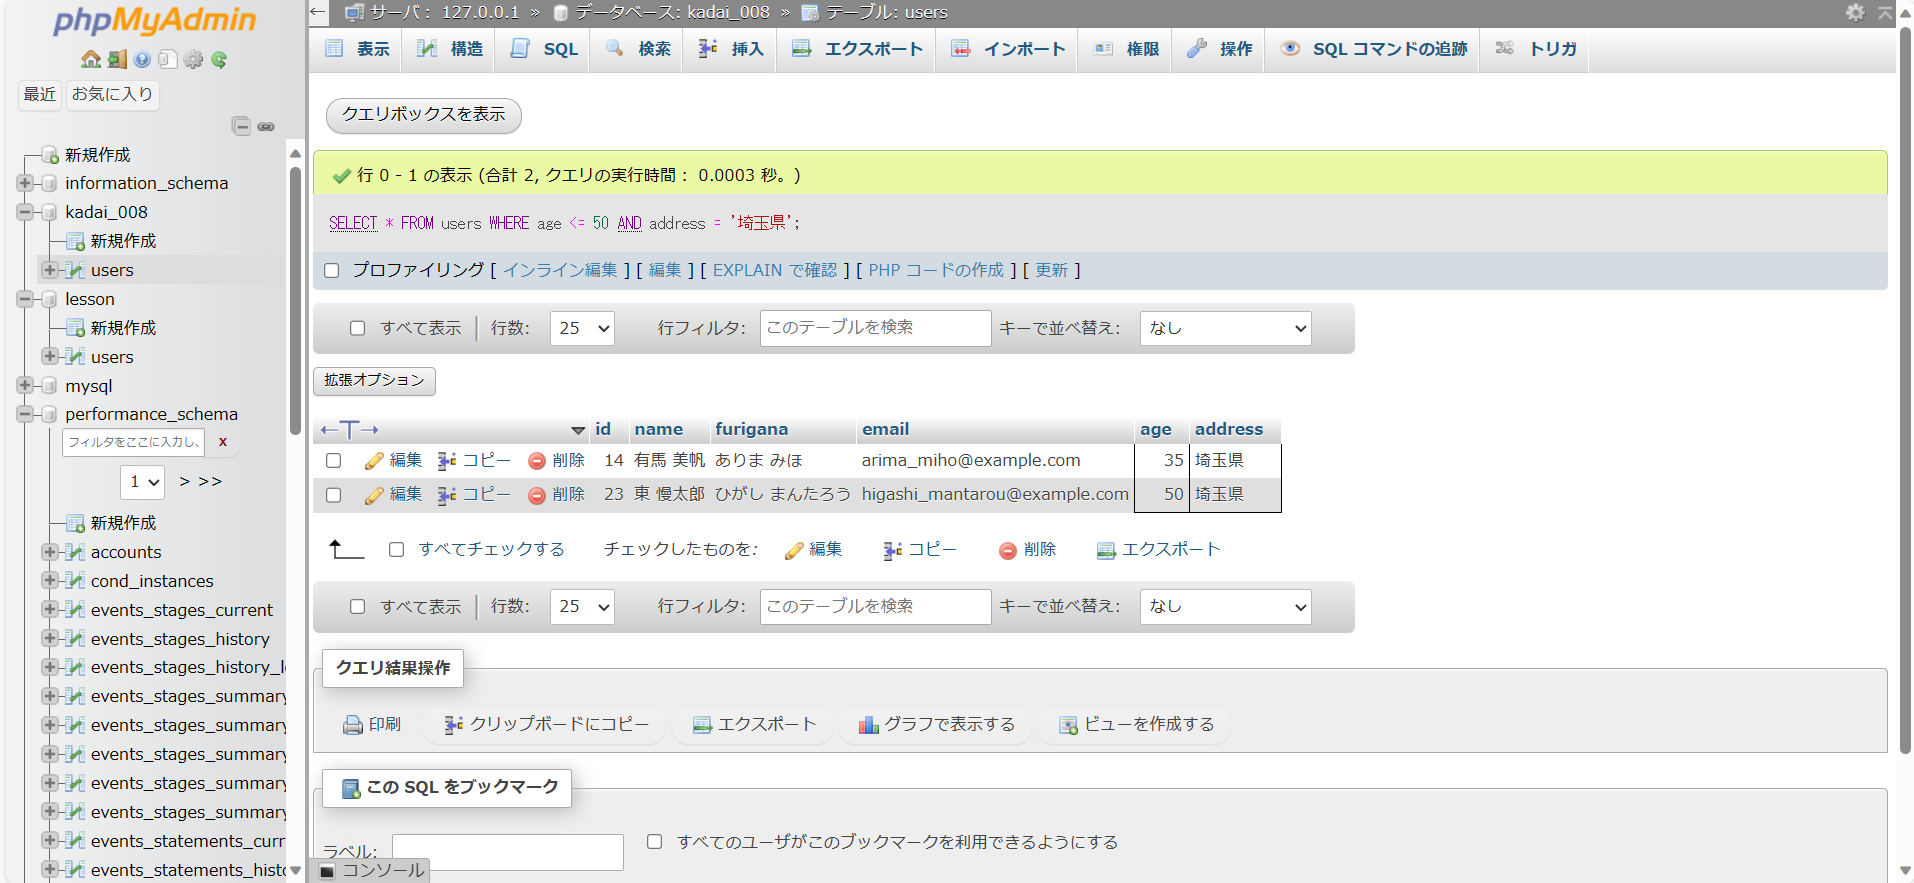 phpMyAdmin
最近 お気に入り
新規作成
information_schema
kadai_008
新規作成
users
lesson
新規作成
users
mysql
performance_schema
フィルタをここに入力し、 x
1 > >>
新規作成
accounts
cond_instances
events_stages_current
events_stages_history
events_stages_history_l
events_stages_summary
events_stages_summary
events_stages_summary
events_stages_summary
events_stages_summary
events_statements_curr
events_statements_hist
← サーバ: 127.0.0.1 » データベース: kadai_008 » テーブル: users
表示 構造 SQL 検索 挿入 エクスポート インポート 権限 操作 SQL コマンドの追跡 トリガ
クエリボックスを表示
行 0 - 1 の表示 (合計 2, クエリの実行時間: 0.0003 秒。)
SELECT * FROM users WHERE age <= 50 AND address = '埼玉県';
プロファイリング [ インライン編集 ] [ 編集 ] [ EXPLAIN で確認 ] [ PHP コードの作成 ] [ 更新 ]
すべて表示 | 行数: 25 行フィルタ: このテーブルを検索 キーで並べ替え: なし
拡張オプション
←T→ id name furigana email age address
編集 コピー 削除 14 有馬 美帆 ありま みほ arima_miho@example.com 35 埼玉県
編集 コピー 削除 23 東 慢太郎 ひがし まんたろう higashi_mantarou@example.com 50 埼玉県
すべてチェックする チェックしたものを: 編集 コピー 削除 エクスポート
すべて表示 | 行数: 25 行フィルタ: このテーブルを検索 キーで並べ替え: なし
クエリ結果操作
印刷 クリップボードにコピー エクスポート グラフで表示する ビューを作成する
この SQL をブックマーク
ラベル: すべてのユーザがこのブックマークを利用できるようにする
コンソール